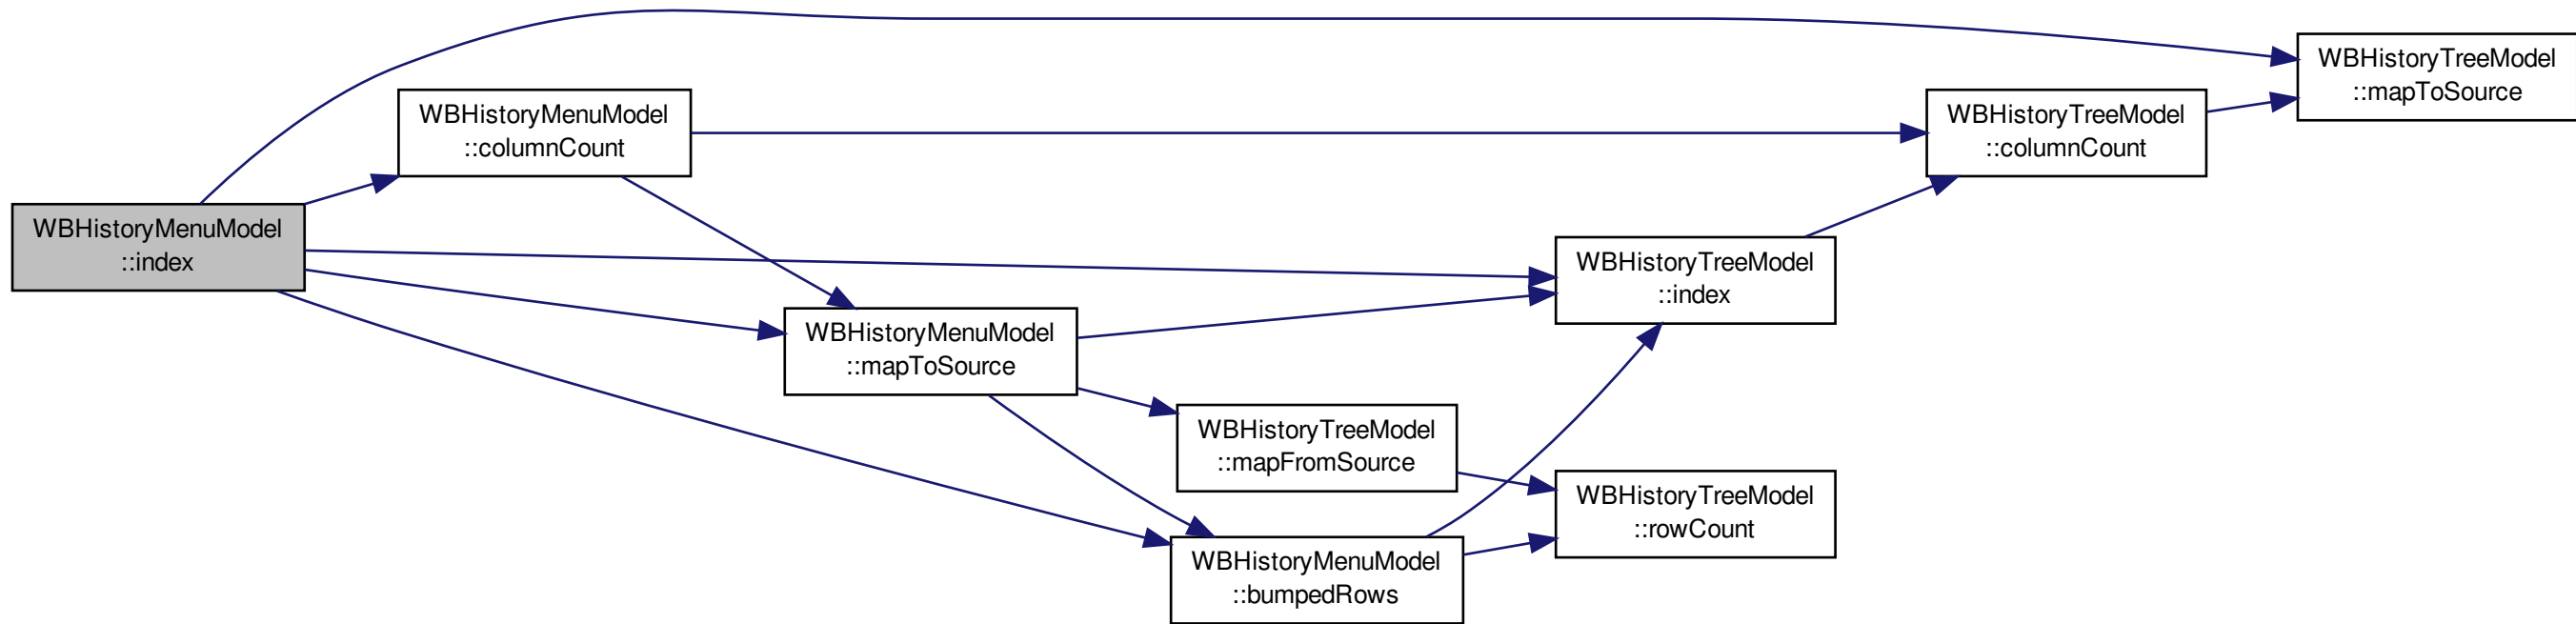 WBHistoryMenuModel
::index
WBHistoryMenuModel
::columnCount
WBHistoryMenuModel
::mapToSource
WBHistoryTreeModel
::mapFromSource
WBHistoryMenuModel
::bumpedRows
WBHistoryTreeModel
::index
WBHistoryTreeModel
::rowCount
WBHistoryTreeModel
::columnCount
WBHistoryTreeModel
::mapToSource